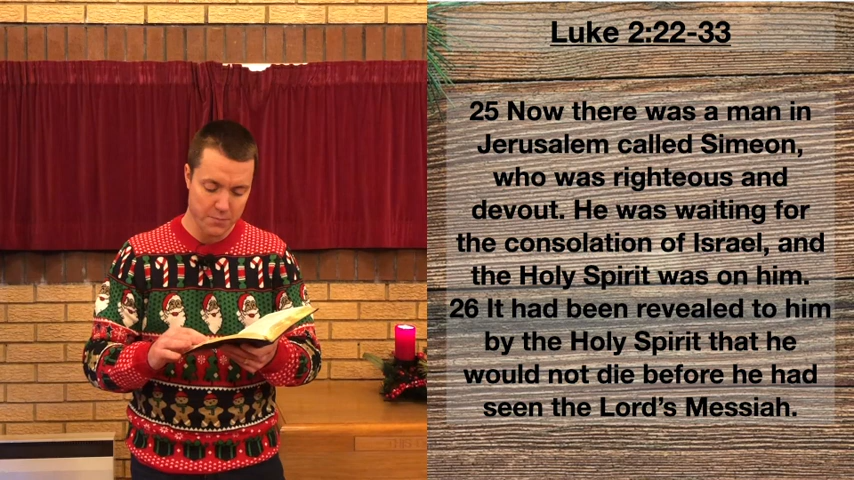 Luke 2:22-33
25 Now there was a man in
Jerusalem called Simeon,
who was righteous and
devout. He was waiting for
the consolation of Israel, and
the Holy Spirit was on him.
26 It had been revealed to him
by the Holy Spirit that he
would not die before he had
seen the Lord’s Messiah.